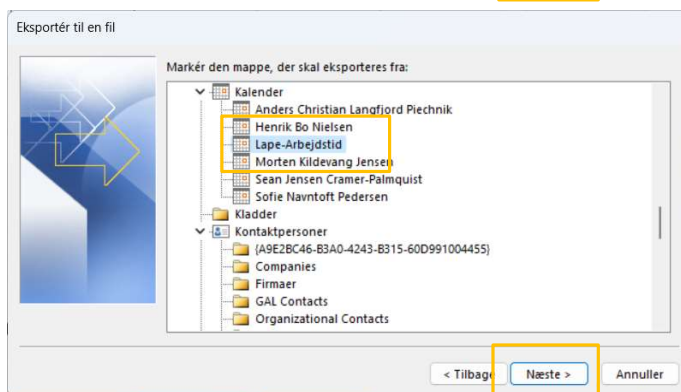 Eksportér til en fil
Markér den mappe, der skal eksporteres fra:
Kalender
Anders Christian Langfjord Piechnik
Henrik Bo Nielsen
Lape-Arbejdstid
Morten Kildevang Jensen
Sean Jensen Cramer-Palmquist
Sofie Navntoft Pedersen
Kladder
Kontaktpersoner
{A9E2BC46-B3A0-4243-B315-60D991004455}
Companies
Firmaer
GAL Contacts
Organizational Contacts
< Tilbage Næste > Annuller